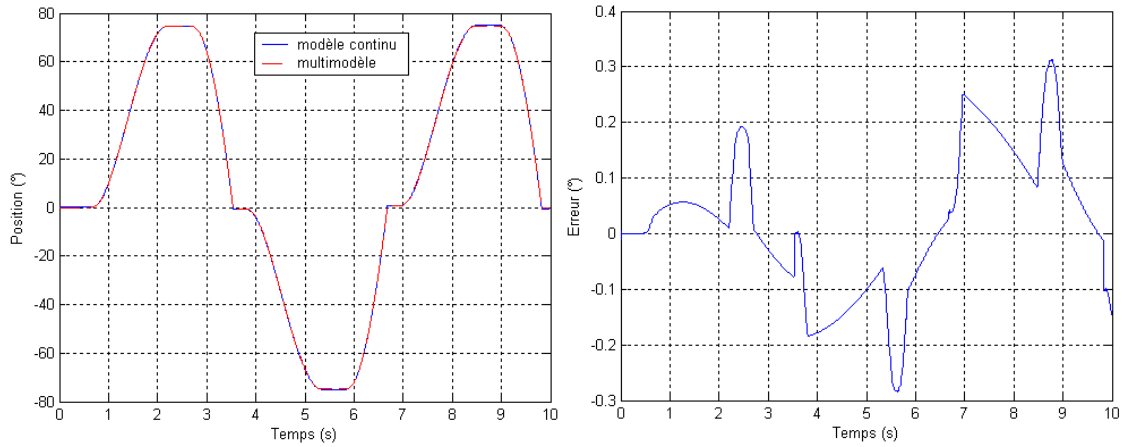 80
60
40
20
0
-20
-40
-60
-80
Position (°)
modèle continu
multimodèle
0 1 2 3 4 5 6 7 8 9 10
Temps (s)
0.4
0.3
0.2
0.1
0
-0.1
-0.2
-0.3
Erreur (°)
0 1 2 3 4 5 6 7 8 9 10
Temps (s)